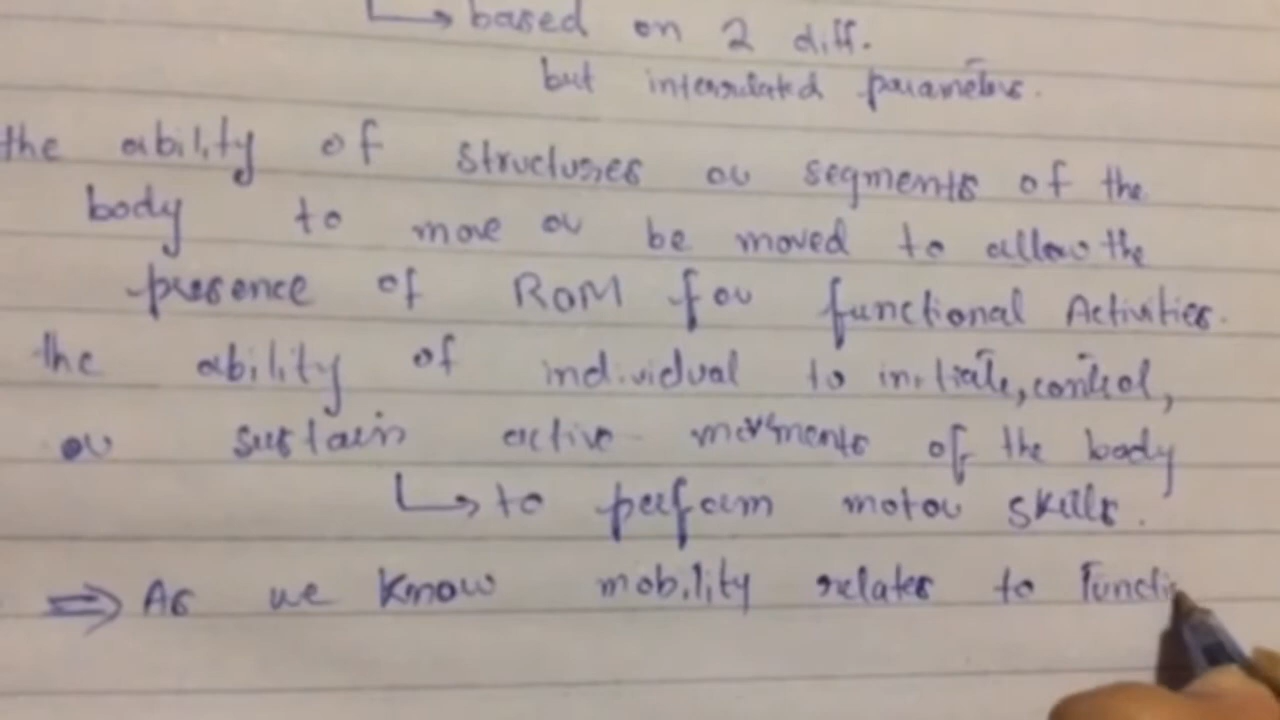 ↳ based on 2 diff.
but interrelated parameters.
the ability of structures or segments of the
body to move or be moved to allow the
presence of ROM for functional Activities.
the ability of individual to initiate, control,
or sustain active movements of the body
↳ to perform motor skills.
⇒ As we know mobility relates to Functi